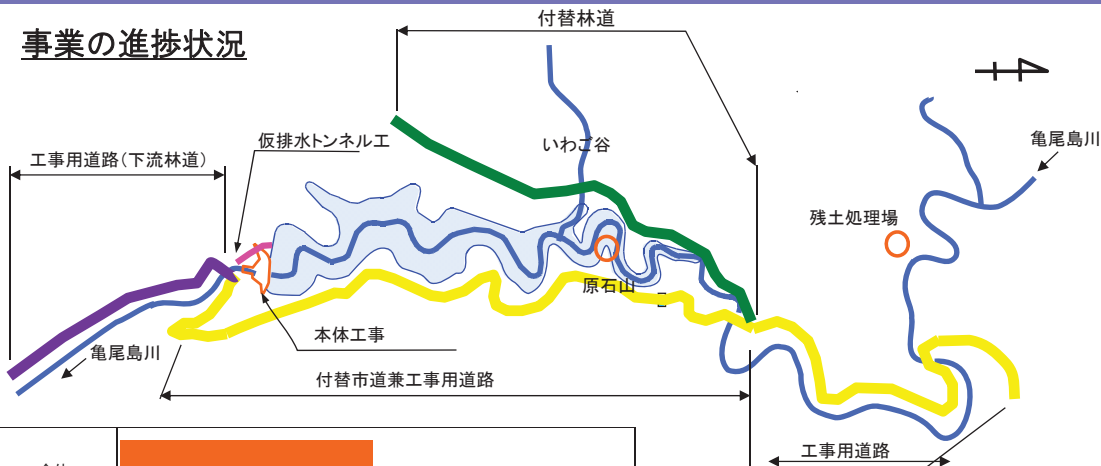 事業の進捗状況
付替林道
仮排水トンネル工
いわご谷
亀尾島川
工事用道路(下流林道)
残土処理場
原石山
本体工事
亀尾島川
付替市道兼工事用道路
工事用道路